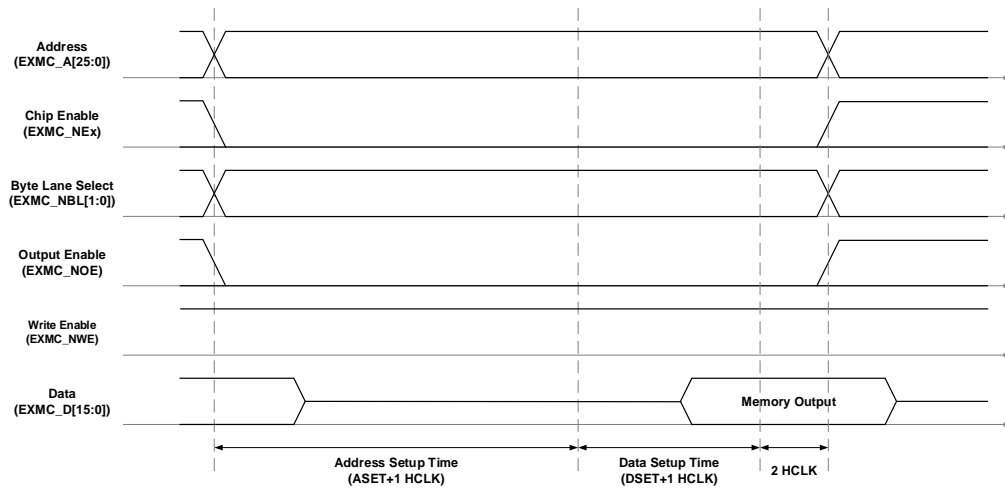 Address
(EXMC_A[25:0])
Chip Enable
(EXMC_NEx)
Byte Lane Select
(EXMC_NBL[1:0])
Output Enable
(EXMC_NOE)
Write Enable
(EXMC_NWE)
Data
(EXMC_D[15:0])
Memory Output
Address Setup Time
(ASET+1 HCLK)
Data Setup Time
(DSET+1 HCLK)
2 HCLK